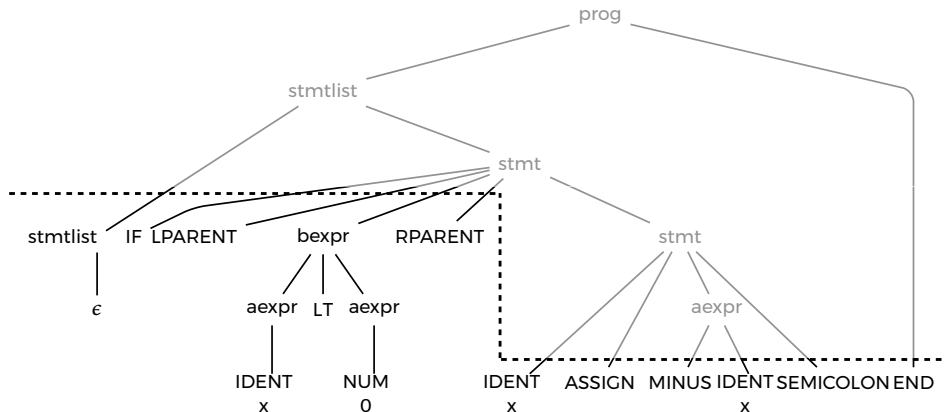 prog
stmtlist
stmt
stmtlist IF LPARENT bexpr RPARENT stmt
ϵ aexpr LT aexpr aexpr
IDENT NUM IDENT ASSIGN MINUS IDENT SEMICOLON END
x 0 x x